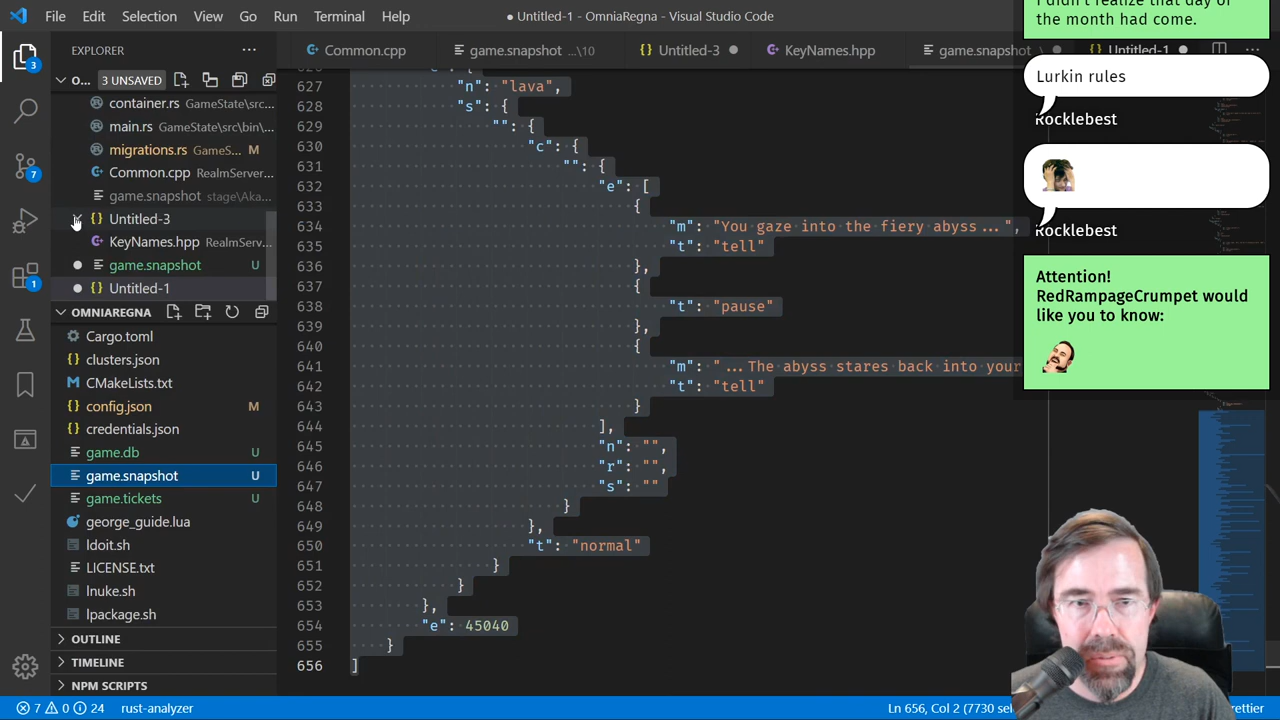 File Edit Selection View Go Run Terminal Help
● Untitled-1 - OmniaRegna - Visual Studio Code
EXPLORER
O... 3 UNSAVED
container.rs GameState\src...
main.rs GameState\src\bin...
migrations.rs GameS... M
Common.cpp RealmServer...
game.snapshot stage\Aka...
{} Untitled-3
KeyNames.hpp RealmServ...
game.snapshot U
{} Untitled-1
OMNIAREGNA
Cargo.toml
clusters.json
CMakeLists.txt
config.json M
credentials.json
game.db U
game.snapshot U
game.tickets U
george_guide.lua
ldoit.sh
LICENSE.txt
lnuke.sh
lpackage.sh
OUTLINE
TIMELINE
NPM SCRIPTS
3
7
1
Common.cpp game.snapshot ...\10 {} Untitled-3 KeyNames.hpp game.snapshot {} Untitled-1
627 "n": "lava",
628 "s": {
629 "": {
630 "c": {
631 "": {
632 "e": [
633 {
634 "m": "You gaze into the fiery abyss...",
635 "t": "tell"
636 },
637 {
638 "t": "pause"
639 },
640 {
641 "m": "...The abyss stares back into your
642 "t": "tell"
643 }
644 ],
645 "n": "",
646 "r": "",
647 "s": ""
648 }
649 },
650 "t": "normal"
651 }
652 }
653 },
654 "e": 45040
655 }
656 ]
I didn't realize that day of
the month had come.
Lurkin rules
Rocklebest
Rocklebest
Attention!
RedRampageCrumpet would
like you to know:
7 0 24 rust-analyzer
Ln 656, Col 2 (7730 sel
ettier